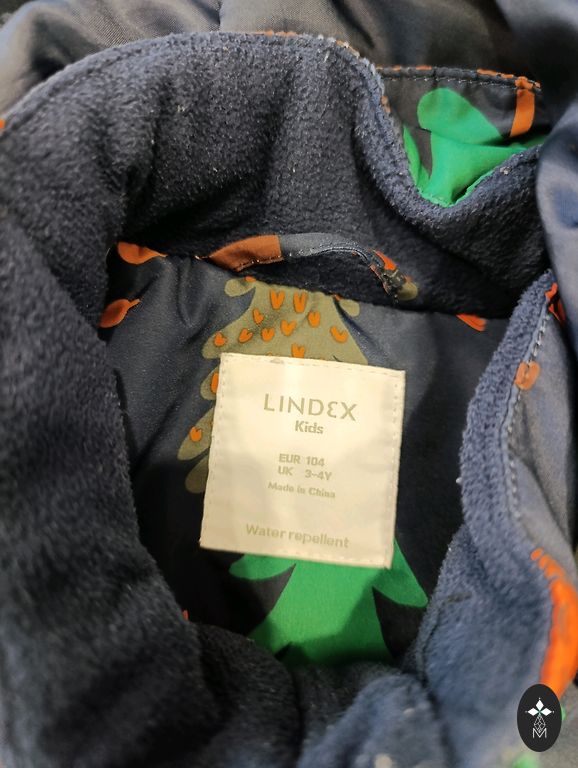 LINDEX
Kids
EUR 104
UK 3-4Y
Made in China
Water repellent
M